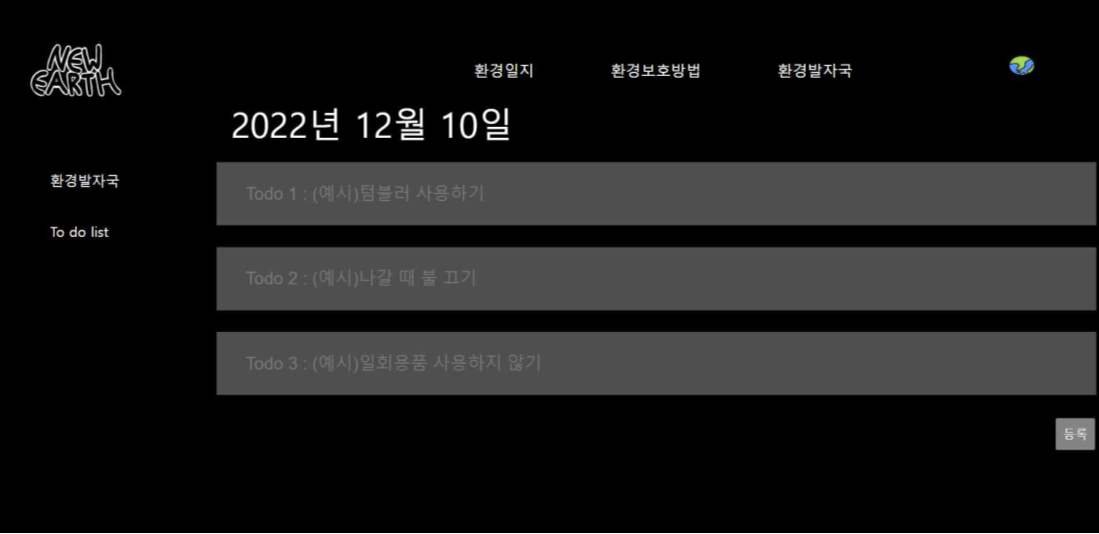 NEW
EARTH
환경일지 환경보호방법 환경발자국
2022년 12월 10일
환경발자국
To do list
Todo 1 : (예시)텀블러 사용하기
Todo 2 : (예시)나갈 때 불 끄기
Todo 3 : (예시)일회용품 사용하지 않기
등록